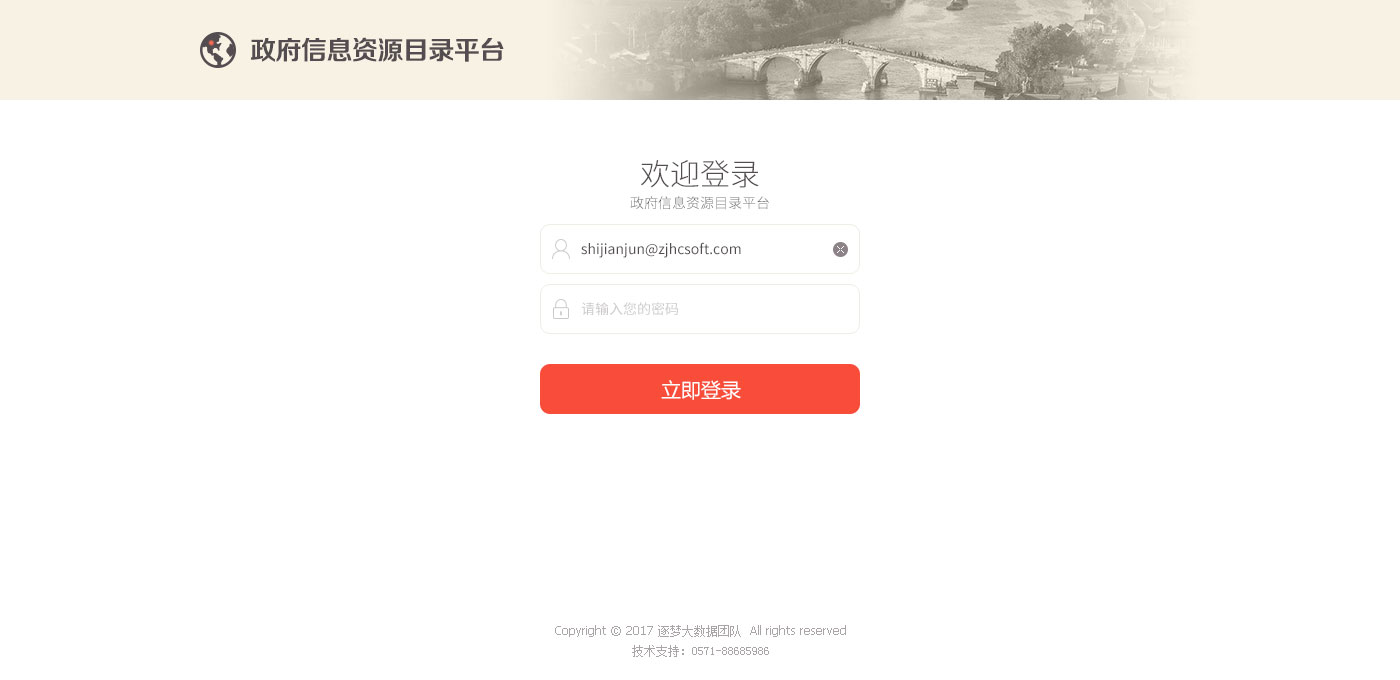 政府信息资源目录平台
欢迎登录
政府信息资源目录平台
shijianjun@zjhcsoft.com
请输入您的密码
立即登录
Copyright © 2017 逐梦大数据团队 All rights reserved
技术支持：0571-88685986